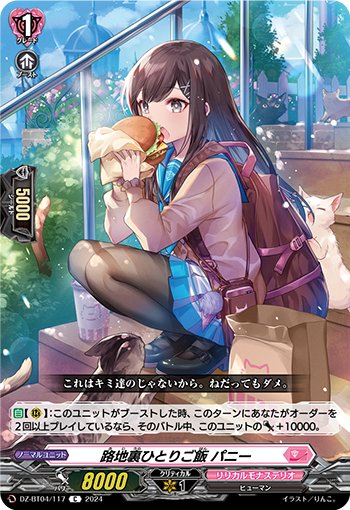 グレード
1
ブースト
シールド
5000
これはキミ達のじゃないから。ねだってもダメ。
自【(R)】:このユニットがブーストした時、このターンにあなたがオーダーを
2回以上プレイしているなら、そのバトル中、このユニットの+10000。
ノーマルユニット
路地裏ひとりご飯 パニー
リリカルモナステリオ
パワー
8000
クリティカル
1
ヒューマン
DZ-BT04/117 C 2024
イラスト/りんご。